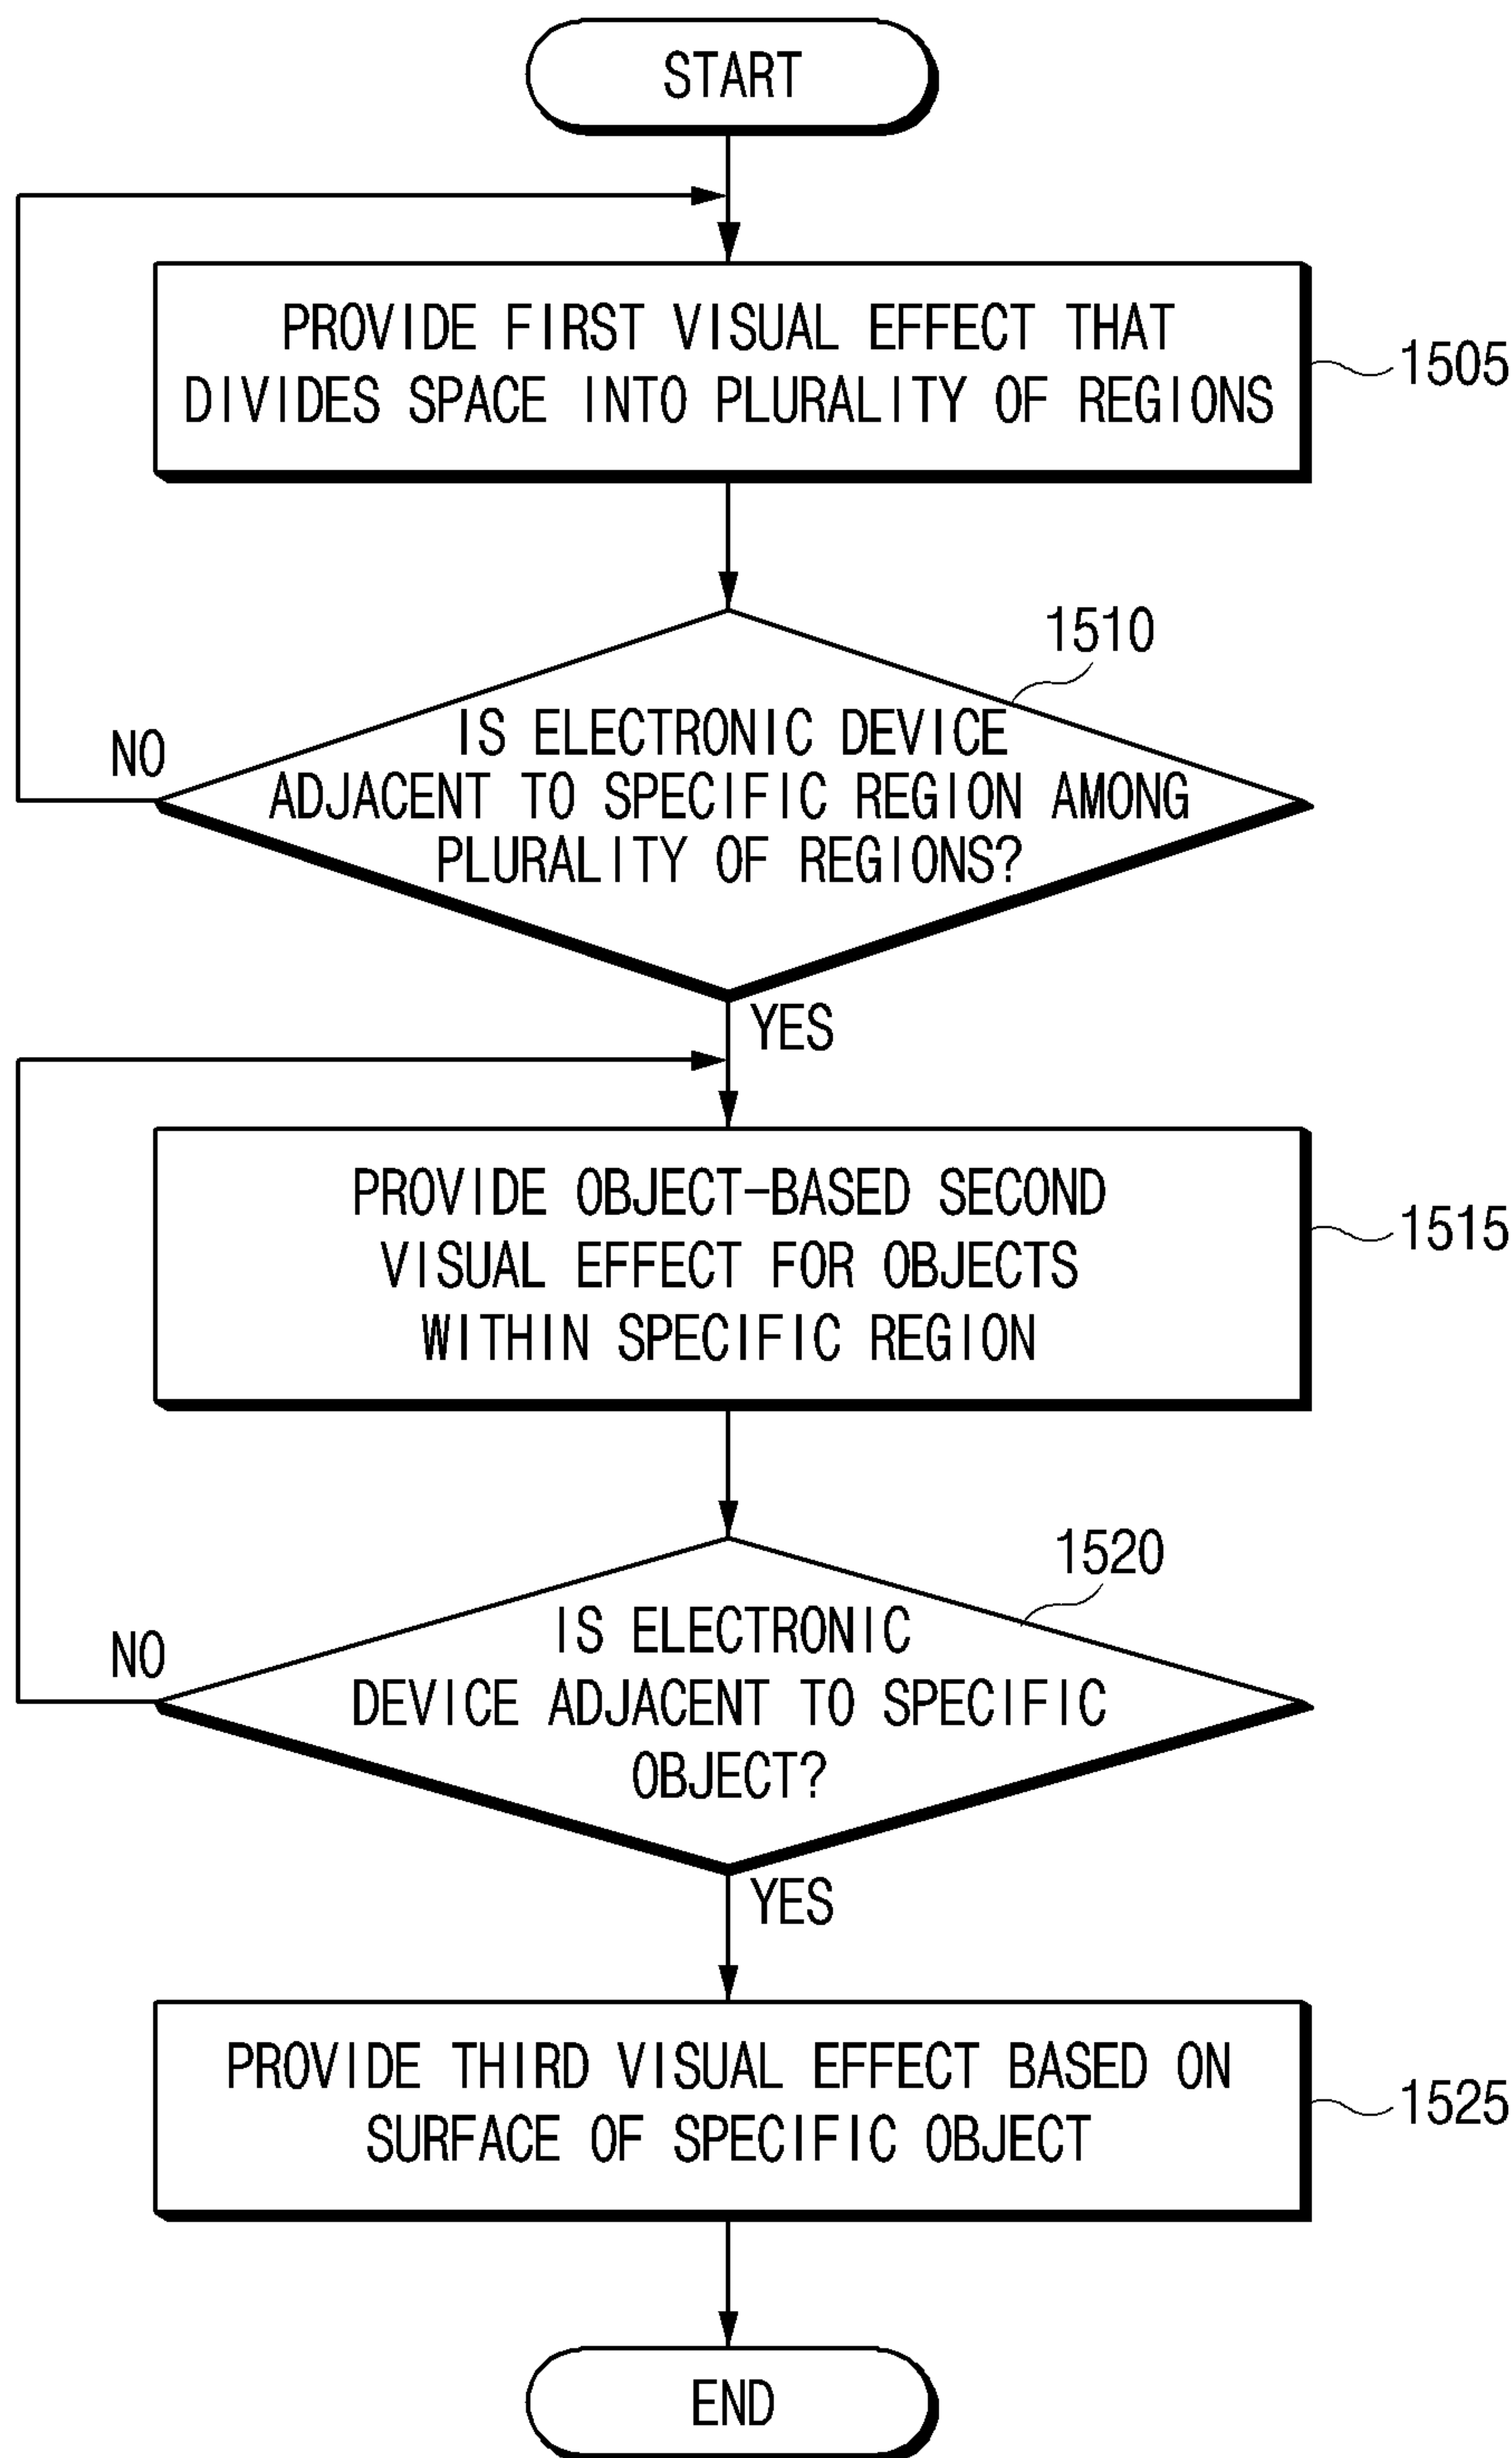 START
PROVIDE FIRST VISUAL EFFECT THAT
DIVIDES SPACE INTO PLURALITY OF REGIONS
1505
1510
IS ELECTRONIC DEVICE
ADJACENT TO SPECIFIC REGION AMONG
PLURALITY OF REGIONS?
NO
YES
PROVIDE OBJECT-BASED SECOND
VISUAL EFFECT FOR OBJECTS
WITHIN SPECIFIC REGION
1515
1520
IS ELECTRONIC
DEVICE ADJACENT TO SPECIFIC
OBJECT?
NO
YES
PROVIDE THIRD VISUAL EFFECT BASED ON
SURFACE OF SPECIFIC OBJECT
1525
END